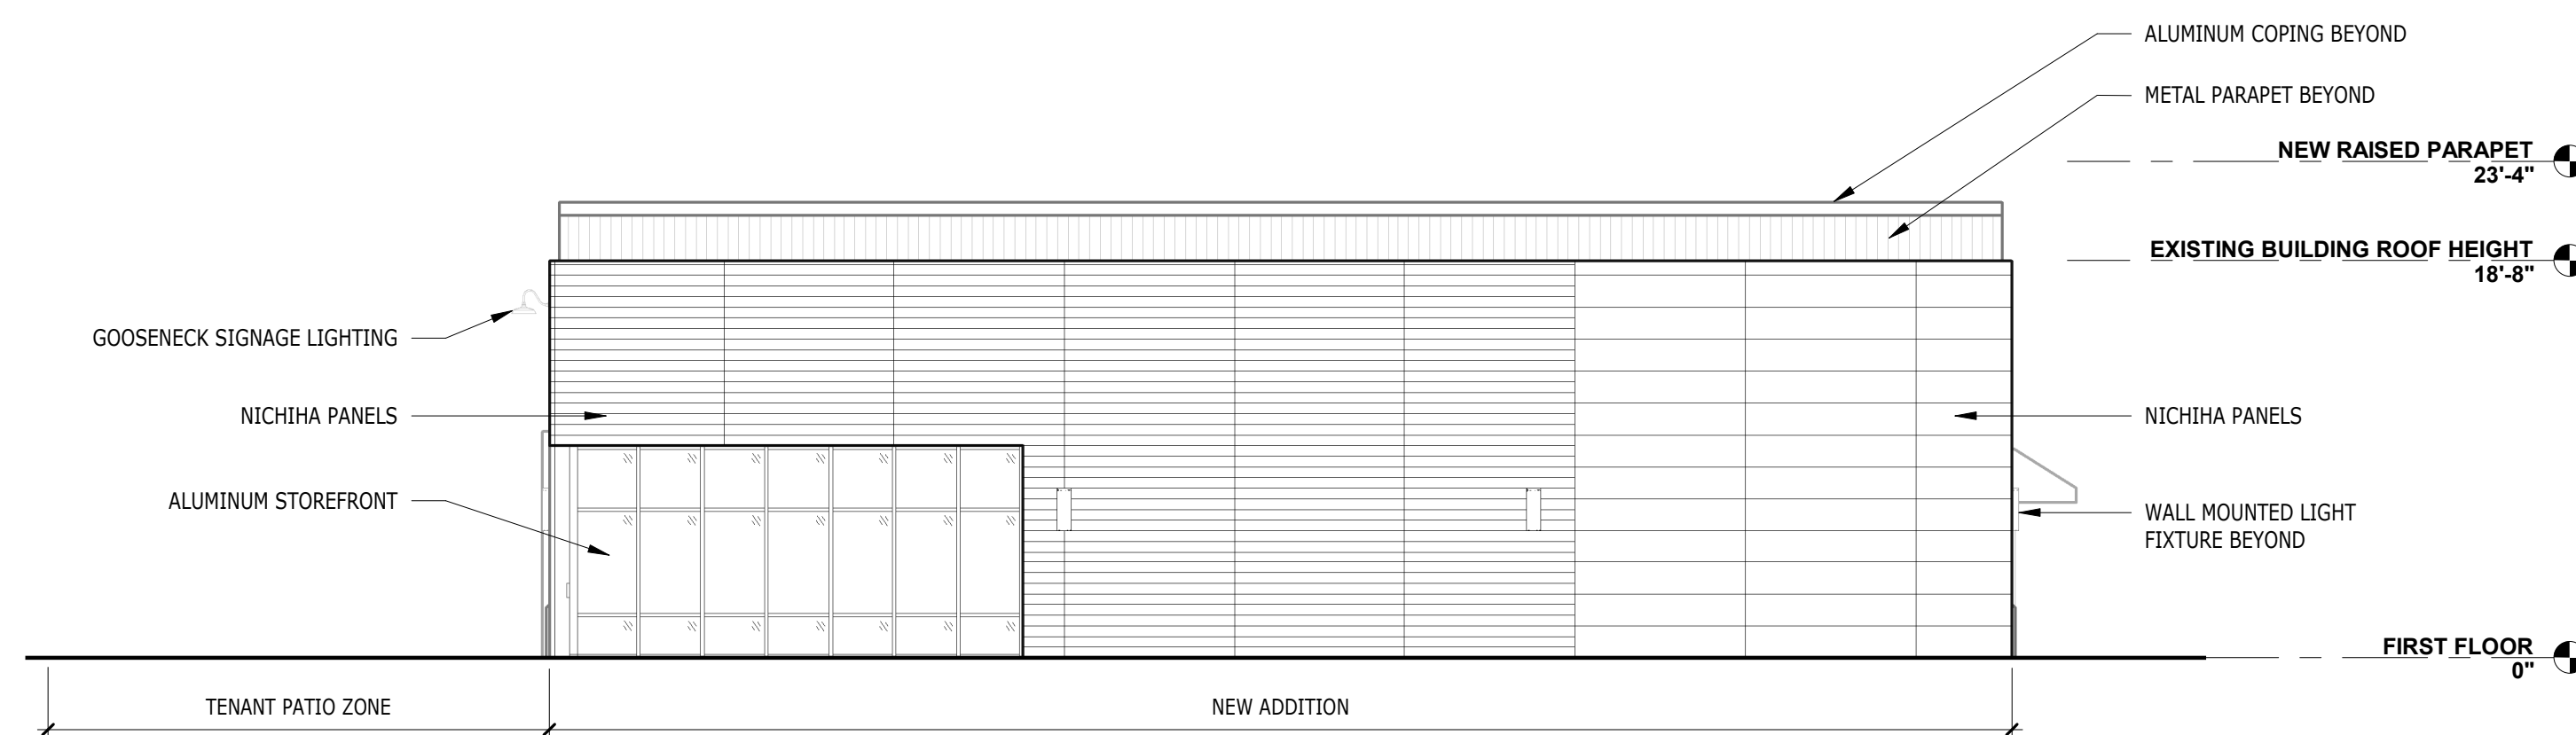 ALUMINUM COPING BEYOND
METAL PARAPET BEYOND
NEW RAISED PARAPET
23'-4"
EXISTING BUILDING ROOF HEIGHT
18'-8"
GOOSENECK SIGNAGE LIGHTING
NICHIHA PANELS
NICHIHA PANELS
ALUMINUM STOREFRONT
WALL MOUNTED LIGHT
FIXTURE BEYOND
FIRST FLOOR
0"
TENANT PATIO ZONE
NEW ADDITION